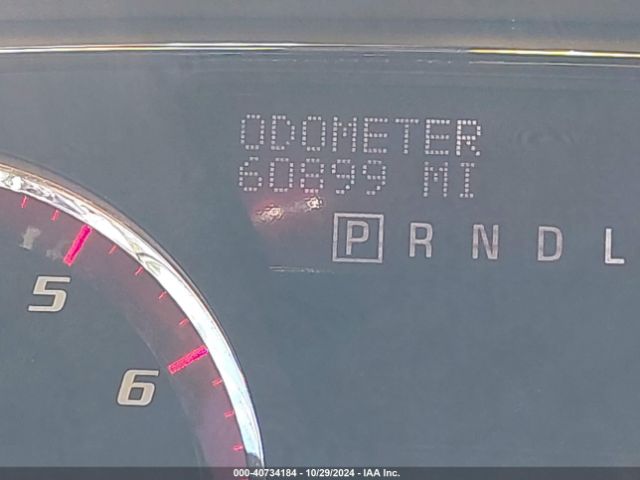 ODOMETER
60899 MI
P R N D L
5
6
000-40734184 - 10/29/2024 - IAA Inc.